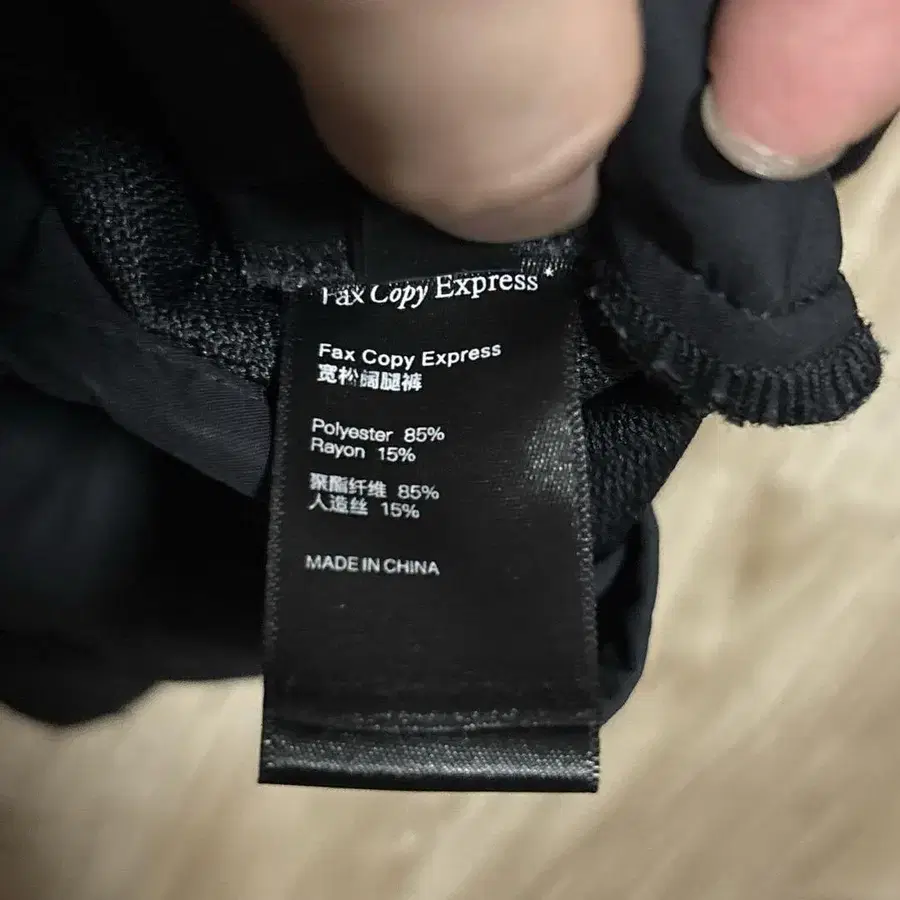 Fax Copy Express*
Fax Copy Express
宽松阔腿裤
Polyester 85%
Rayon 15%
聚酯纤维 85%
人造丝 15%
MADE IN CHINA